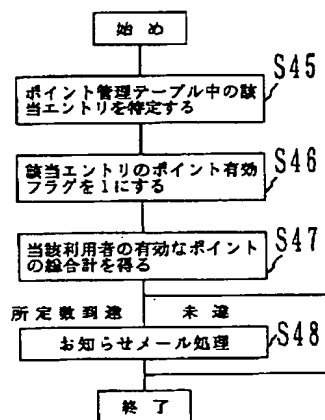 始め
S45
ポイント管理テーブル中の該
当エントリを特定する
S46
該当エントリのポイント有効
フラグを1にする
S47
当該利用者の有効なポイント
の総合計を得る
所定数到達 未達
S48
お知らせメール処理
終了